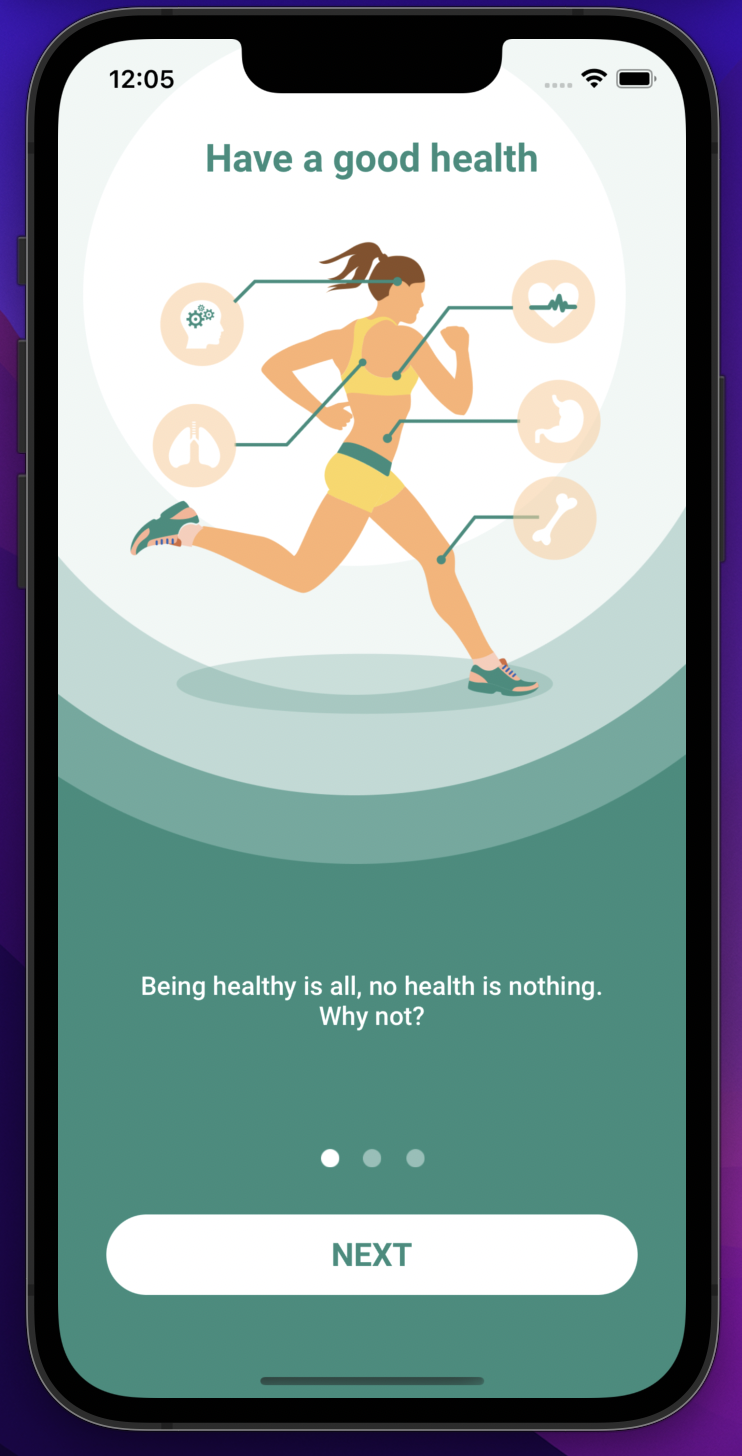 12:05
Have a good health
Being healthy is all, no health is nothing.
Why not?
NEXT